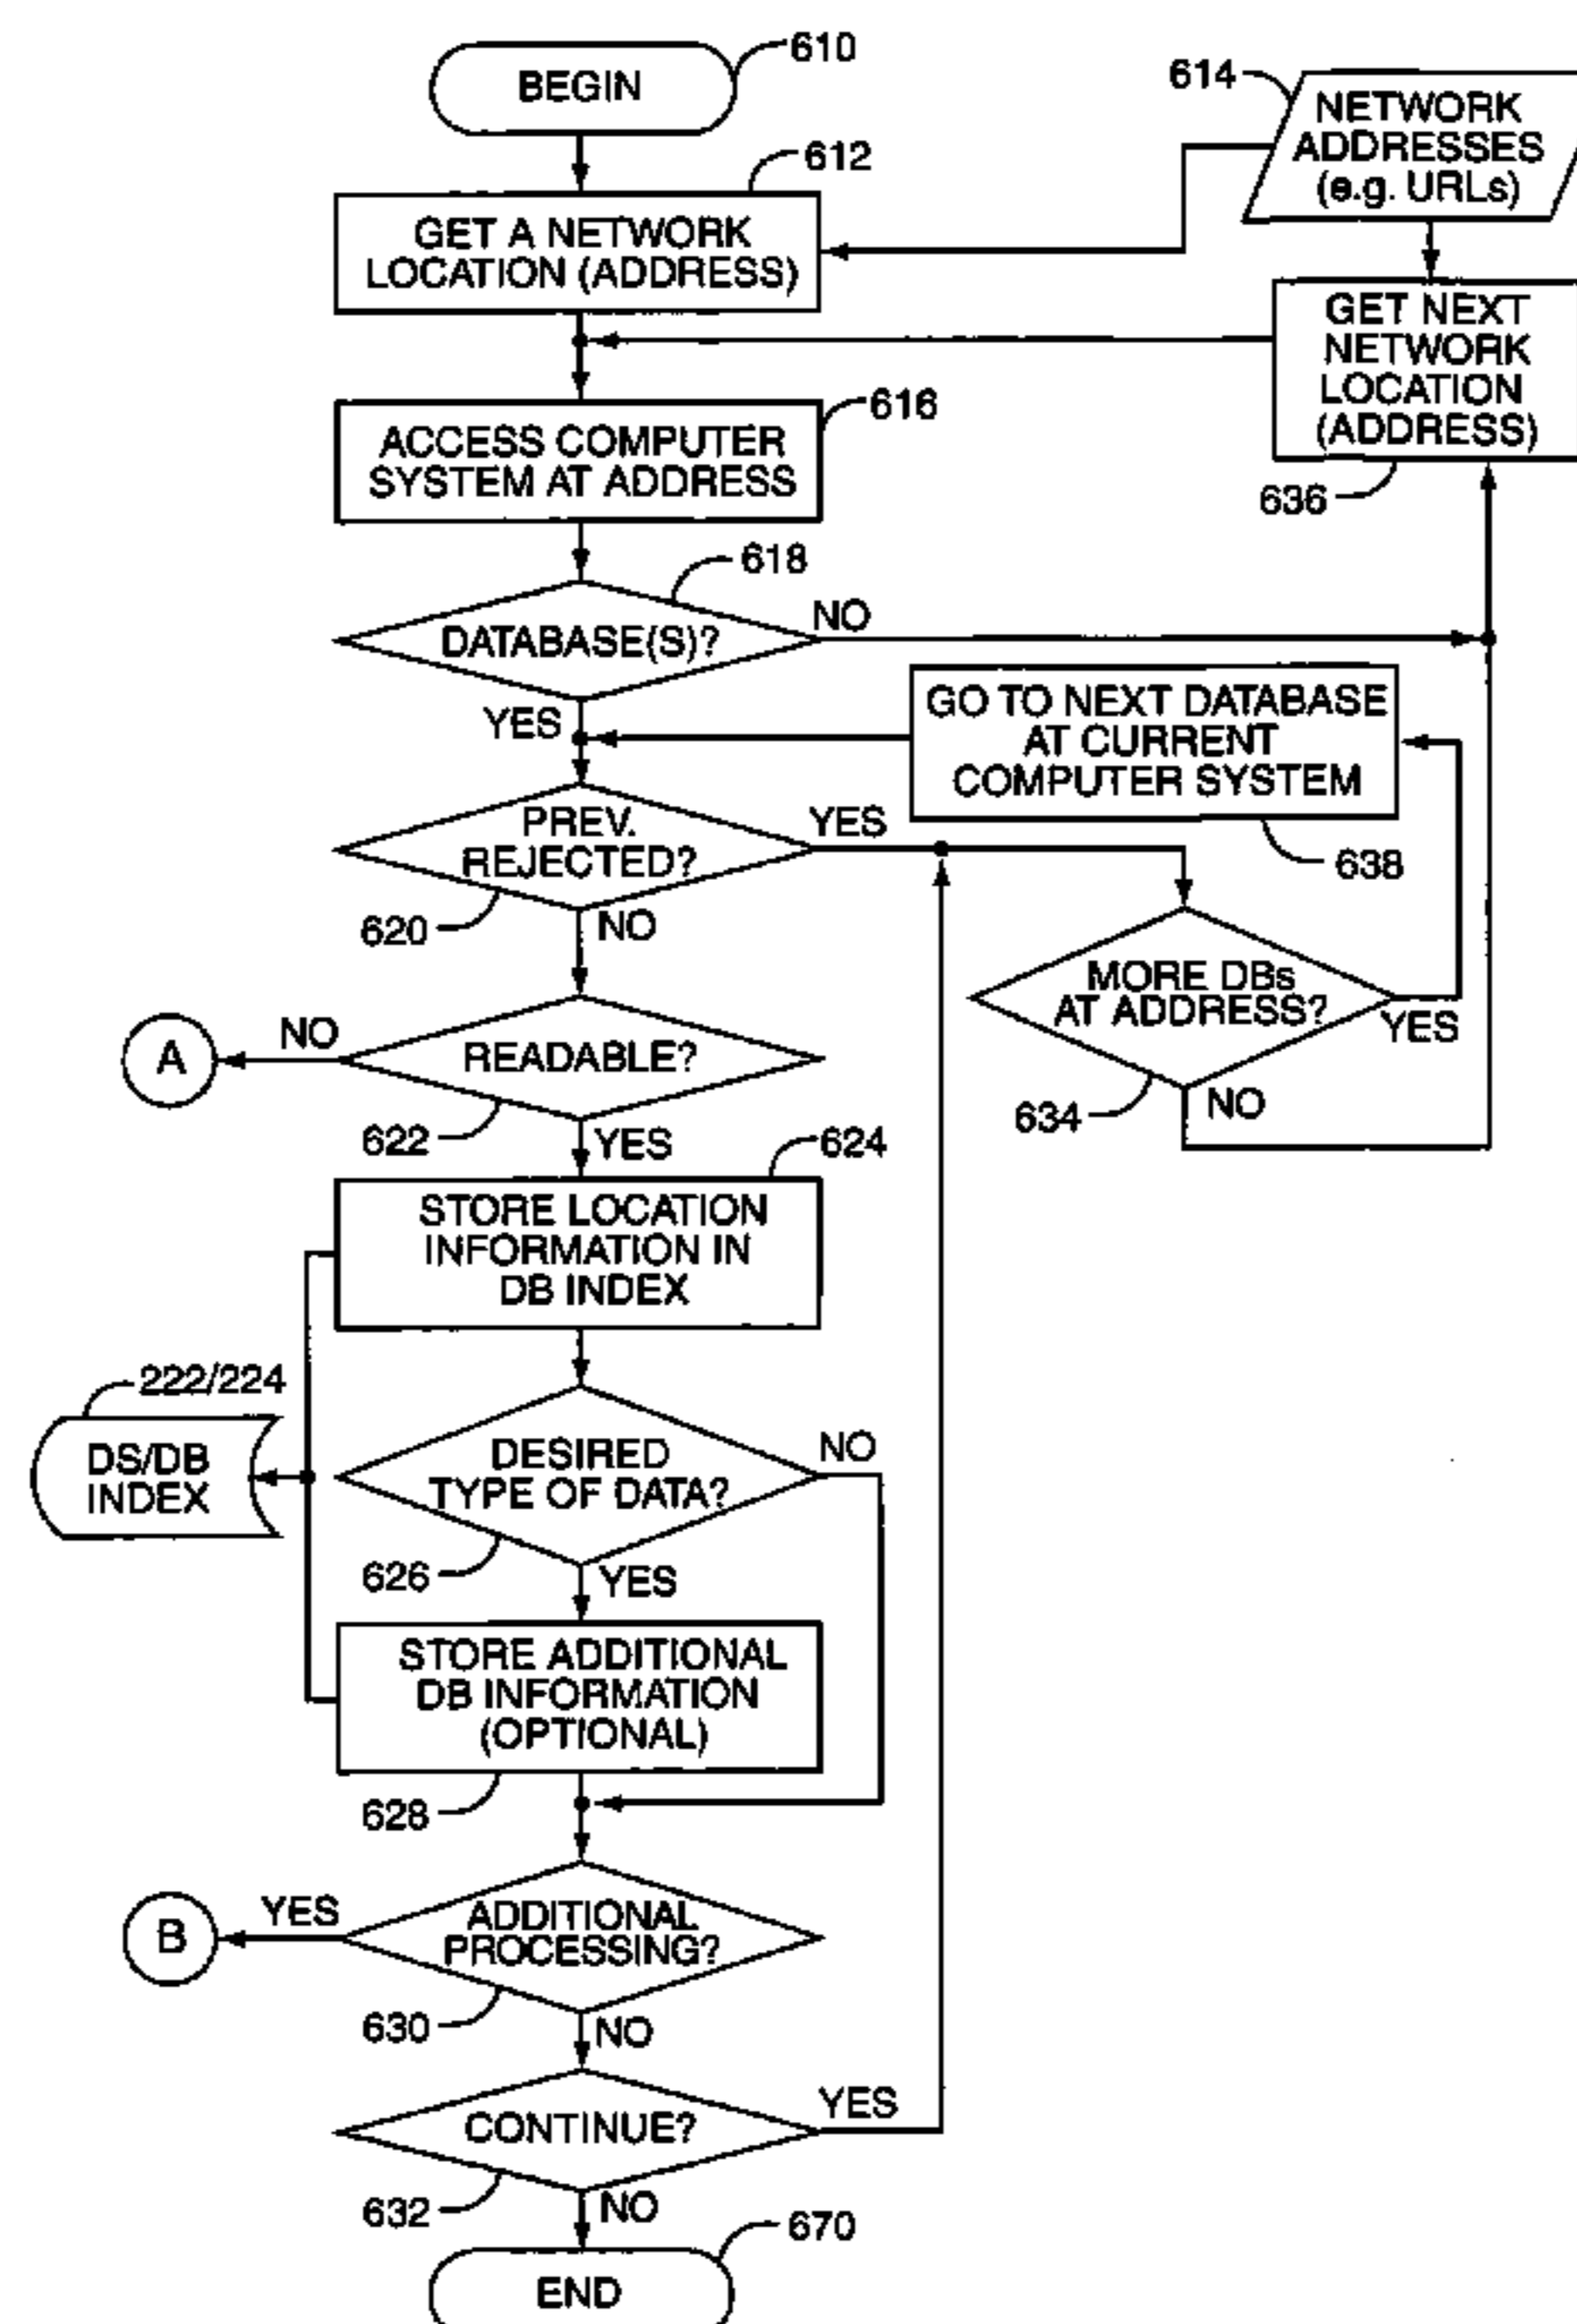 BEGIN
610
612
614
NETWORK
ADDRESSES
(e.g. URLs)
GET A NETWORK
LOCATION (ADDRESS)
GET NEXT
NETWORK
LOCATION
(ADDRESS)
636
616
ACCESS COMPUTER
SYSTEM AT ADDRESS
618
DATABASE(S)?
NO
YES
GO TO NEXT DATABASE
AT CURRENT
COMPUTER SYSTEM
638
PREV.
REJECTED?
YES
620
NO
MORE DBs
AT ADDRESS?
YES
634
NO
A
NO
READABLE?
622
YES
624
STORE LOCATION
INFORMATION IN
DB INDEX
222/224
DS/DB
INDEX
DESIRED
TYPE OF DATA?
NO
626
YES
STORE ADDITIONAL
DB INFORMATION
(OPTIONAL)
628
B
YES
ADDITIONAL
PROCESSING?
630
NO
CONTINUE?
YES
632
NO
670
END